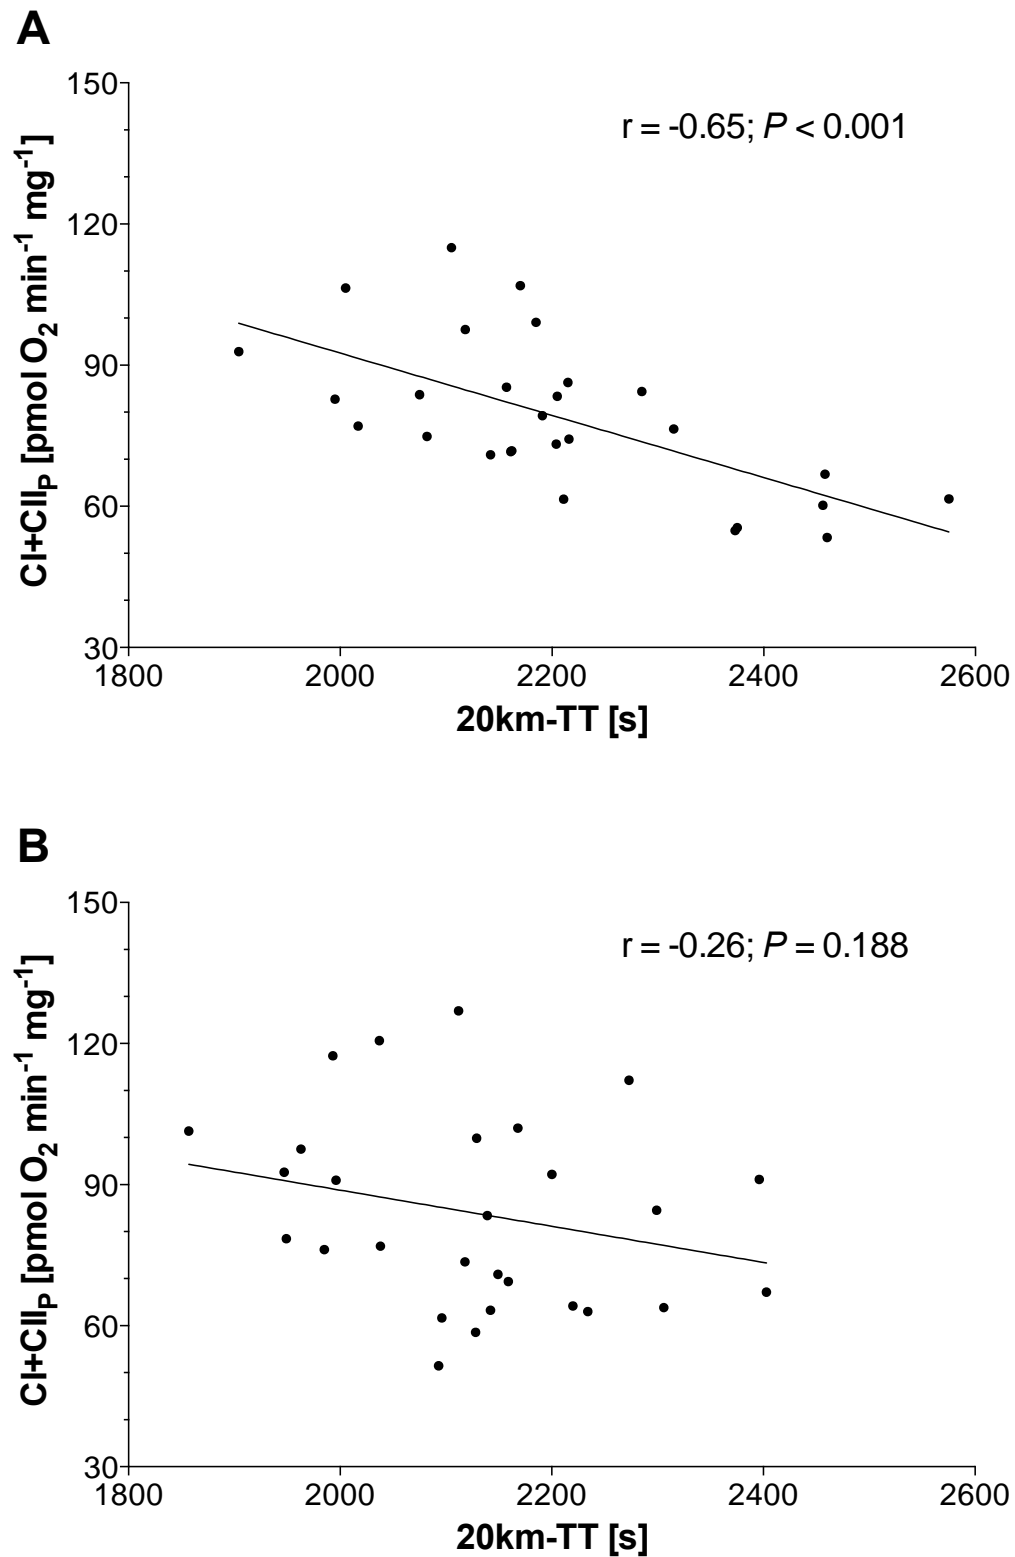 A
r = -0.65; P < 0.001
CI+CIIP [pmol O2 min-1 mg-1]
150
120
90
60
30
1800 2000 2200 2400 2600
20km-TT [s]
B
r = -0.26; P = 0.188
CI+CIIP [pmol O2 min-1 mg-1]
150
120
90
60
30
1800 2000 2200 2400 2600
20km-TT [s]